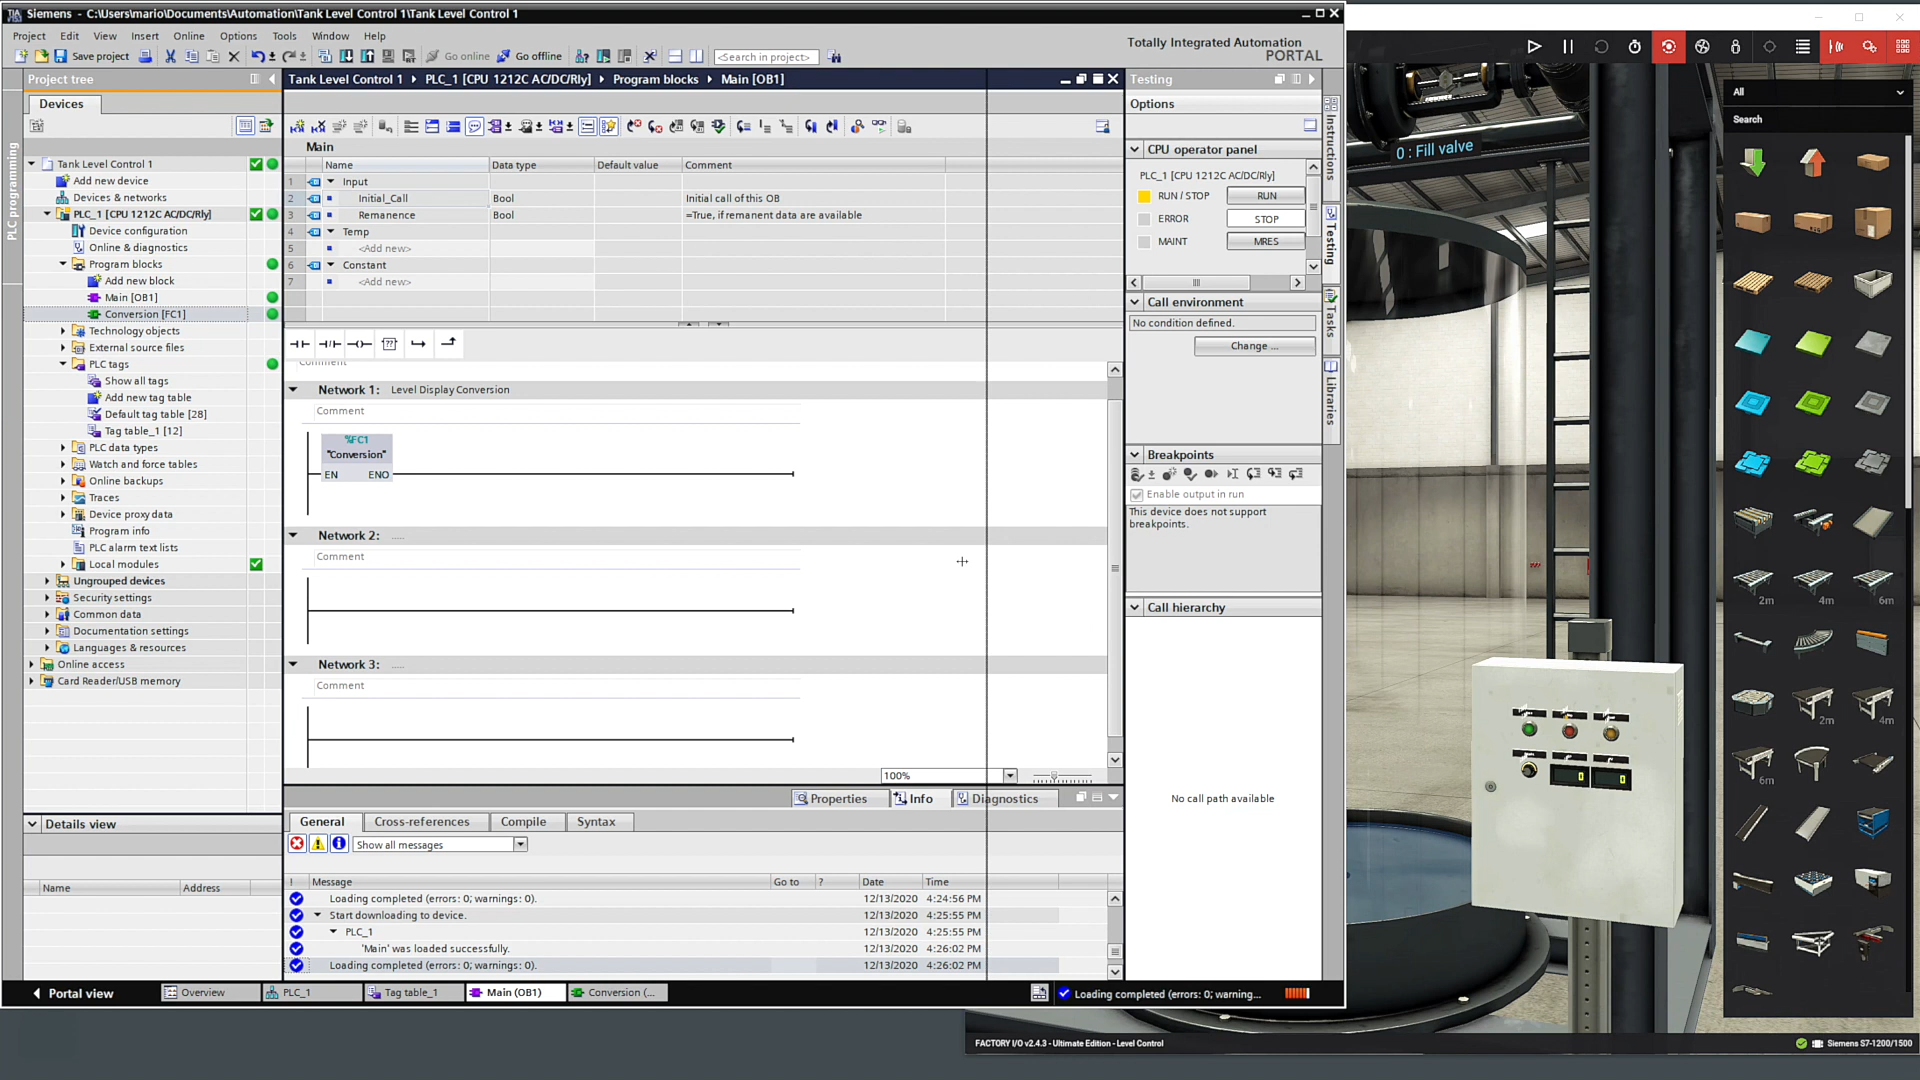 Siemens - C:\Users\mario\Documents\Automation\Tank Level Control 1\Tank Level Control 1
Project Edit View Insert Online Options Tools Window Help
Save project
Go online
Go offline
<Search in project>
Totally Integrated Automation
PORTAL
Project tree
Devices
PLC programming
Tank Level Control 1
Add new device
Devices & networks
PLC_1 [CPU 1212C AC/DC/Rly]
Device configuration
Online & diagnostics
Program blocks
Add new block
Main [OB1]
Conversion [FC1]
Technology objects
External source files
PLC tags
Show all tags
Add new tag table
Default tag table [28]
Tag table_1 [12]
PLC data types
Watch and force tables
Online backups
Traces
Device proxy data
Program info
PLC alarm text lists
Local modules
Ungrouped devices
Security settings
Common data
Documentation settings
Languages & resources
Online access
Card Reader/USB memory
Details view
Name Address
Tank Level Control 1 PLC_1 [CPU 1212C AC/DC/Rly] Program blocks Main [OB1]
Main
Name Data type Default value Comment
1 Input
2 Initial_Call Bool Initial call of this OB
3 Remanence Bool =True, if remanent data are available
4 Temp
5 <Add new>
6 Constant
7 <Add new>
Comment
Network 1: Level Display Conversion
Comment
%FC1
"Conversion"
EN ENO
Network 2: .....
Comment
Network 3: .....
Comment
100%
Properties
Info
Diagnostics
General
Cross-references
Compile
Syntax
Show all messages
! Message Go to ? Date Time
Loading completed (errors: 0; warnings: 0). 12/13/2020 4:24:56 PM
Start downloading to device. 12/13/2020 4:25:55 PM
PLC_1 12/13/2020 4:25:55 PM
'Main' was loaded successfully. 12/13/2020 4:26:02 PM
Loading completed (errors: 0; warnings: 0). 12/13/2020 4:26:02 PM
Testing
Options
CPU operator panel
PLC_1 [CPU 1212C AC/DC/Rly]
RUN / STOP RUN
ERROR STOP
MAINT MRES
Call environment
No condition defined.
Change ...
Breakpoints
Enable output in run
This device does not support
breakpoints.
Call hierarchy
No call path available
Instructions
Testing
Tasks
Libraries
Portal view
Overview
PLC_1
Tag table_1
Main (OB1)
Conversion (...
Loading completed (errors: 0; warning...
0 : Fill valve
0
0
All
Search
2m 4m 6m
2m 4m
6m
FACTORY I/O v2.4.3 - Ultimate Edition - Level Control
Siemens S7-1200/1500